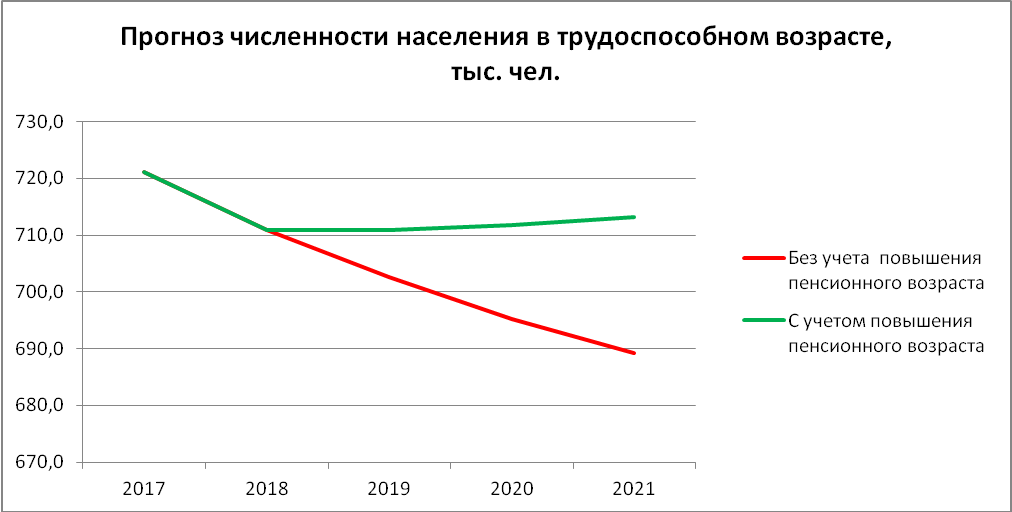 Прогноз численности населения в трудоспособном возрасте,
тыс. чел.
730,0
720,0
710,0
700,0
690,0
680,0
670,0
2017 2018 2019 2020 2021
Без учета повышения
пенсионного возраста
С учетом повышения
пенсионного возраста